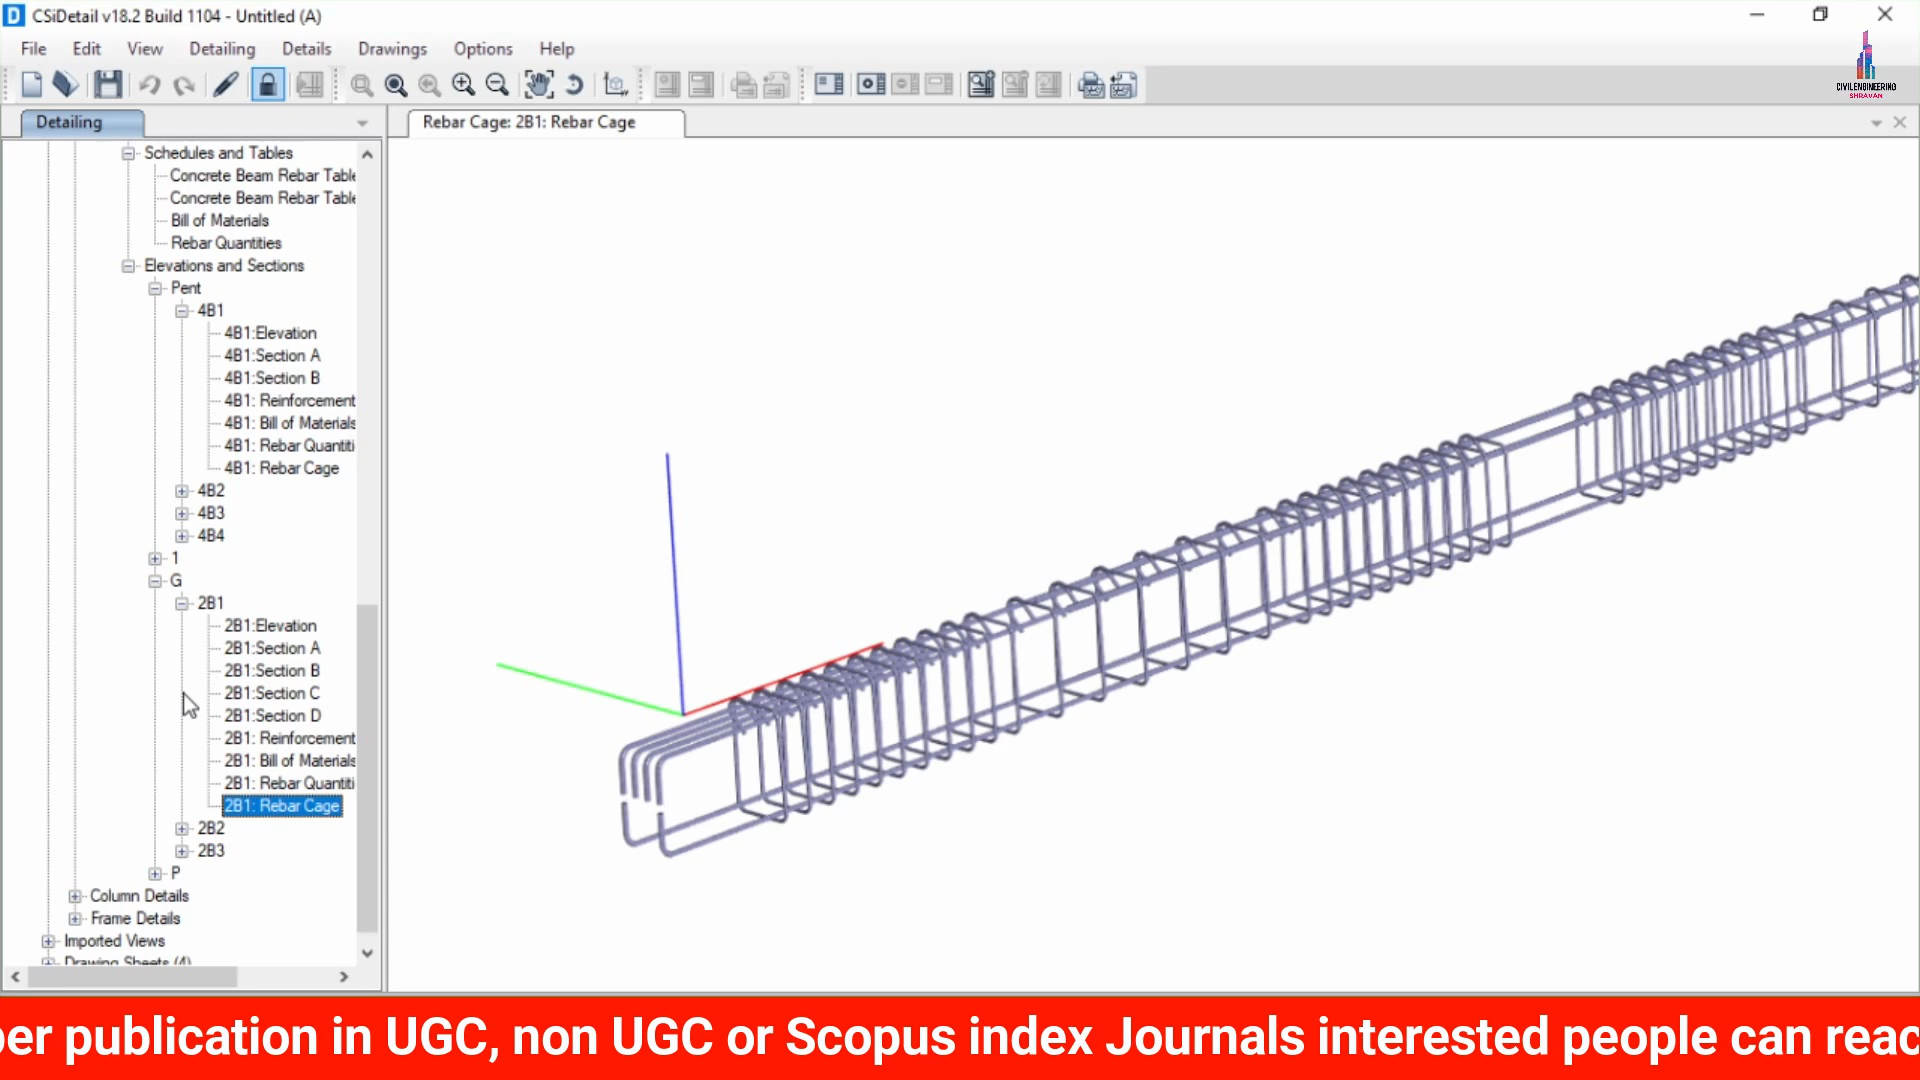 CSiDetail v18.2 Build 1104 - Untitled (A)
File Edit View Detailing Details Drawings Options Help
CIVILENGINEERING
SHRAVAN
Detailing
Rebar Cage: 2B1: Rebar Cage
Schedules and Tables
Concrete Beam Rebar Table
Concrete Beam Rebar Table
Bill of Materials
Rebar Quantities
Elevations and Sections
Pent
4B1
4B1:Elevation
4B1:Section A
4B1:Section B
4B1: Reinforcement
4B1: Bill of Materials
4B1: Rebar Quantiti
4B1: Rebar Cage
4B2
4B3
4B4
1
G
2B1
2B1:Elevation
2B1:Section A
2B1:Section B
2B1:Section C
2B1:Section D
2B1: Reinforcement
2B1: Bill of Materials
2B1: Rebar Quantiti
2B1: Rebar Cage
2B2
2B3
P
Column Details
Frame Details
Imported Views
Drawing Sheets (4)
per publication in UGC, non UGC or Scopus index Journals interested people can reac